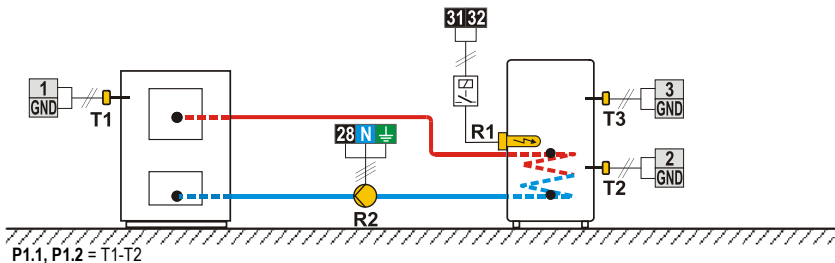 31 32
1
GND
T1
R1
3
GND
T3
28 N
2
GND
T2
R2
P1.1, P1.2 = T1-T2